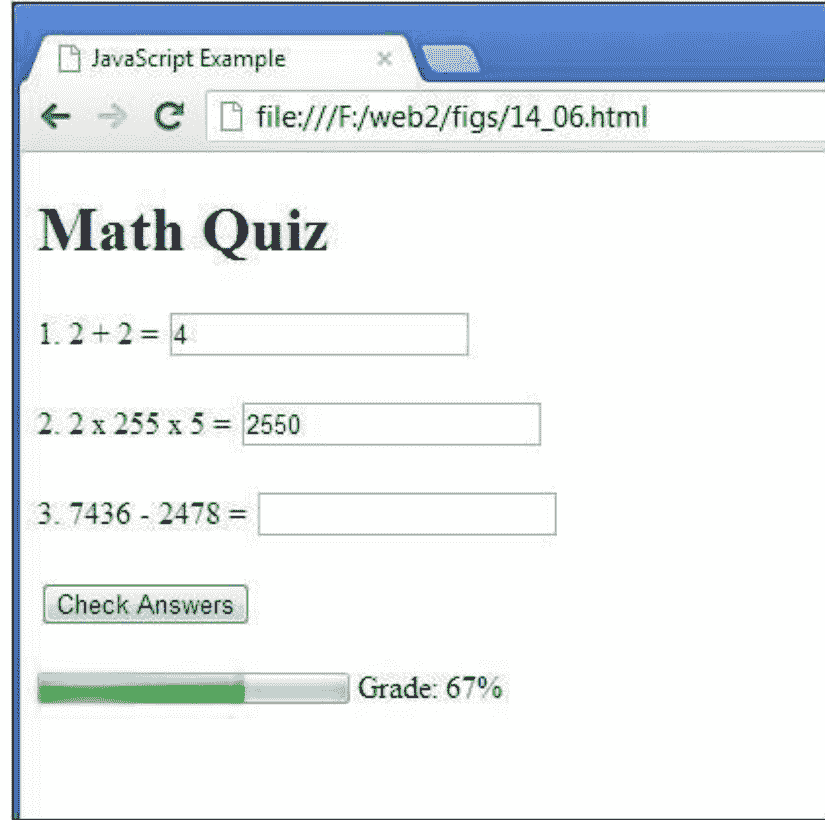 JavaScript Example
file:///F:/web2/figs/14_06.html
Math Quiz
1. 2 + 2 = 4
2. 2 x 255 x 5 = 2550
3. 7436 - 2478 =
Check Answers
Grade: 67%